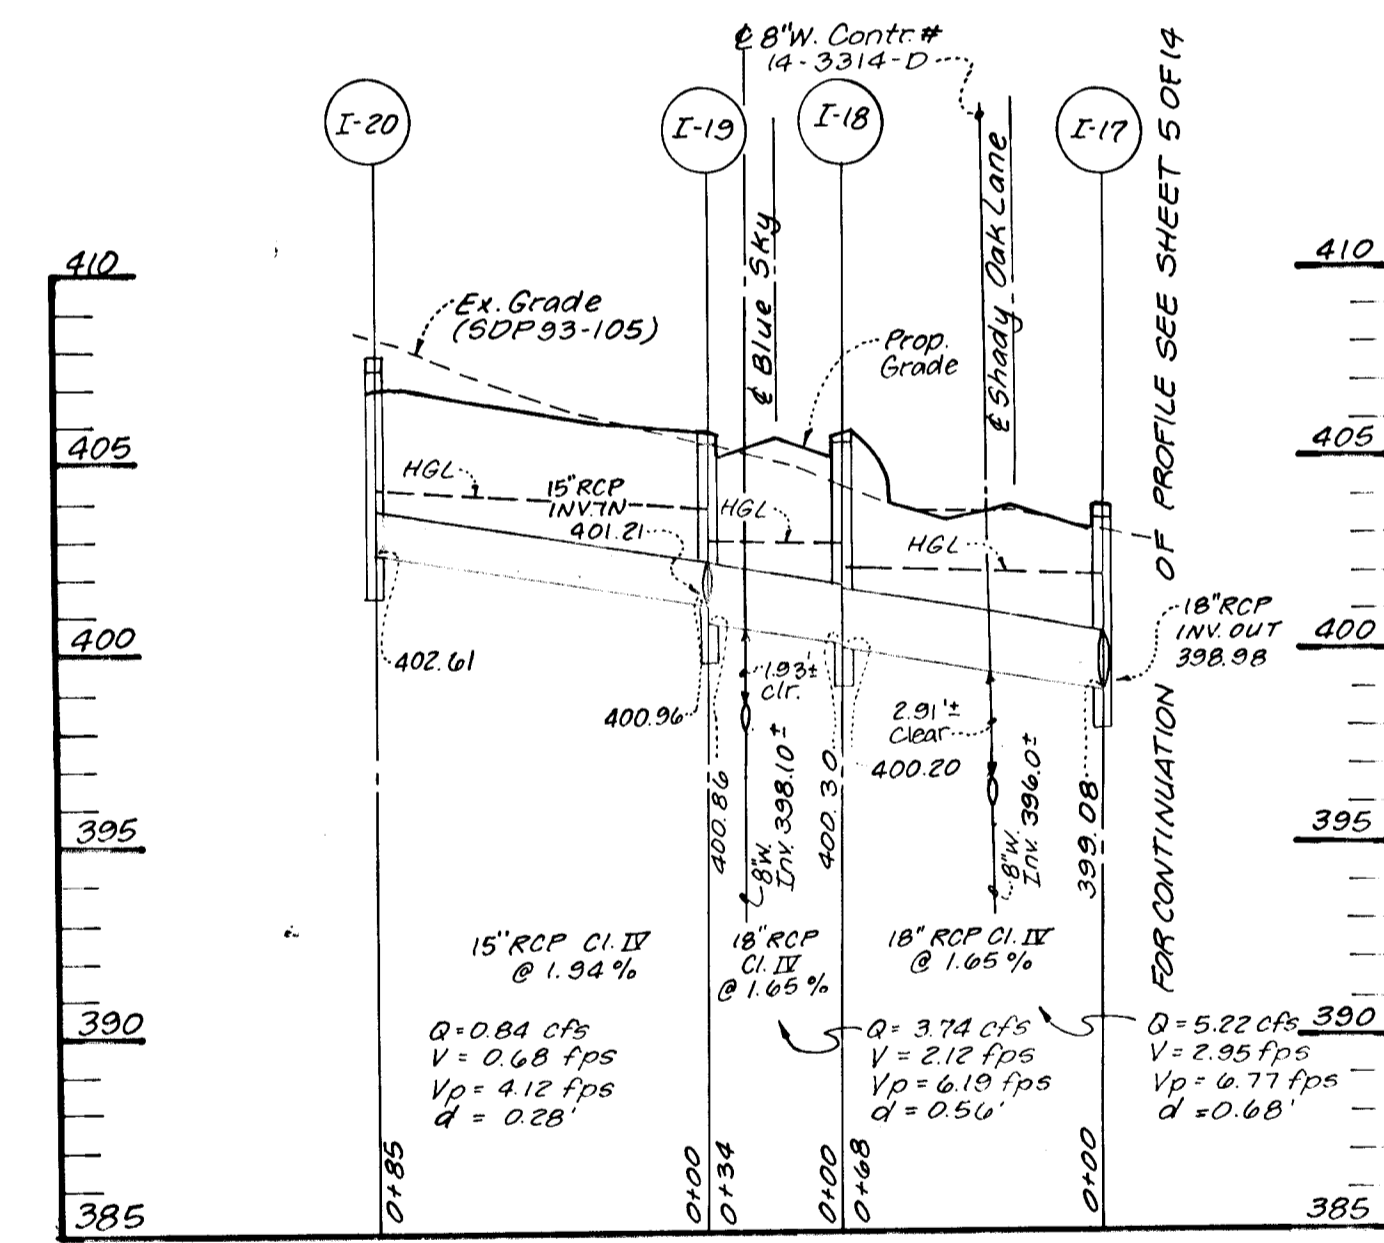 ℄ 8"W. Contr.#
14-3314-D
I-20
I-19
I-18
I-17
410
405
400
395
390
385
Ex. Grade
(SDP93-105)
℄ Blue Sky
Prop.
Grade
℄ Shady Oak Lane
FOR CONTINUATION OF PROFILE SEE SHEET 5 OF 14
410
405
400
395
390
385
HGL
15"RCP
INV. IN
401.21
HGL
HGL
18"RCP
INV. OUT
398.98
402.61
400.96
1.93'±
clr.
2.91'±
Clear
400.20
400.86
8"W.
Inv. 398.10±
400.30
8"W.
Inv. 396.0±
399.08
15"RCP Cl. IV
@ 1.94%
18"RCP
Cl. IV
@ 1.65%
18"RCP Cl. IV
@ 1.65%
Q=0.84 cfs
V = 0.68 fps
Vp = 4.12 fps
d = 0.28'
Q= 3.74 cfs
V = 2.12 fps
Vp = 6.19 fps
d = 0.56'
Q=5.22 cfs
V= 2.95 fps
Vp = 6.77 fps
d =0.68'
0+85
0+00
0+34
0+00
0+68
0+00